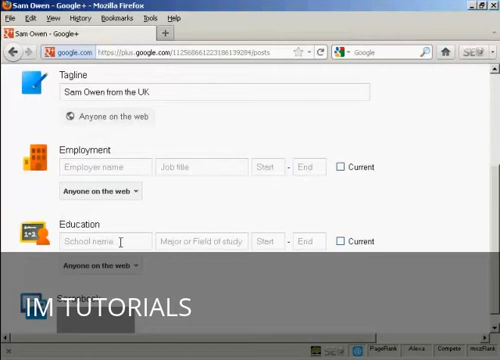 Sam Owen - Google+ - Mozilla Firefox
File Edit View History Bookmarks Tools Help
Sam Owen - Google+
google.com https://plus.google.com/112568661223186139284/posts Google
Tagline
Sam Owen from the UK
Anyone on the web
Employment
Employer name Job title Start - End Current
Anyone on the web
Education
School name Major or Field of study Start - End Current
Anyone on the web
IM TUTORIALS
PageRank Alexa Compete mozRank